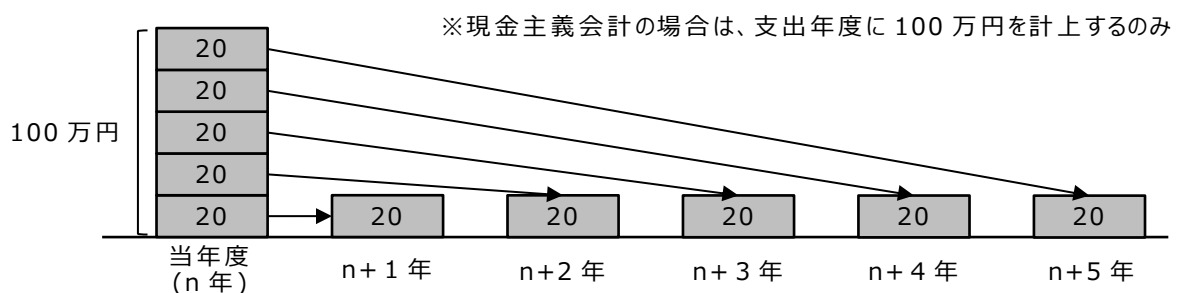 ※現金主義会計の場合は、支出年度に 100 万円を計上するのみ
20
20
20
20
20
100 万円
20
20
20
20
20
当年度
(n 年)
n+1 年
n+2 年
n+3 年
n+4 年
n+5 年